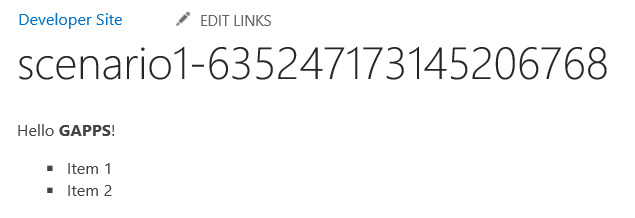 Developer Site EDIT LINKS
scenario1-635247173145206768
Hello GAPPS!
Item 1
Item 2